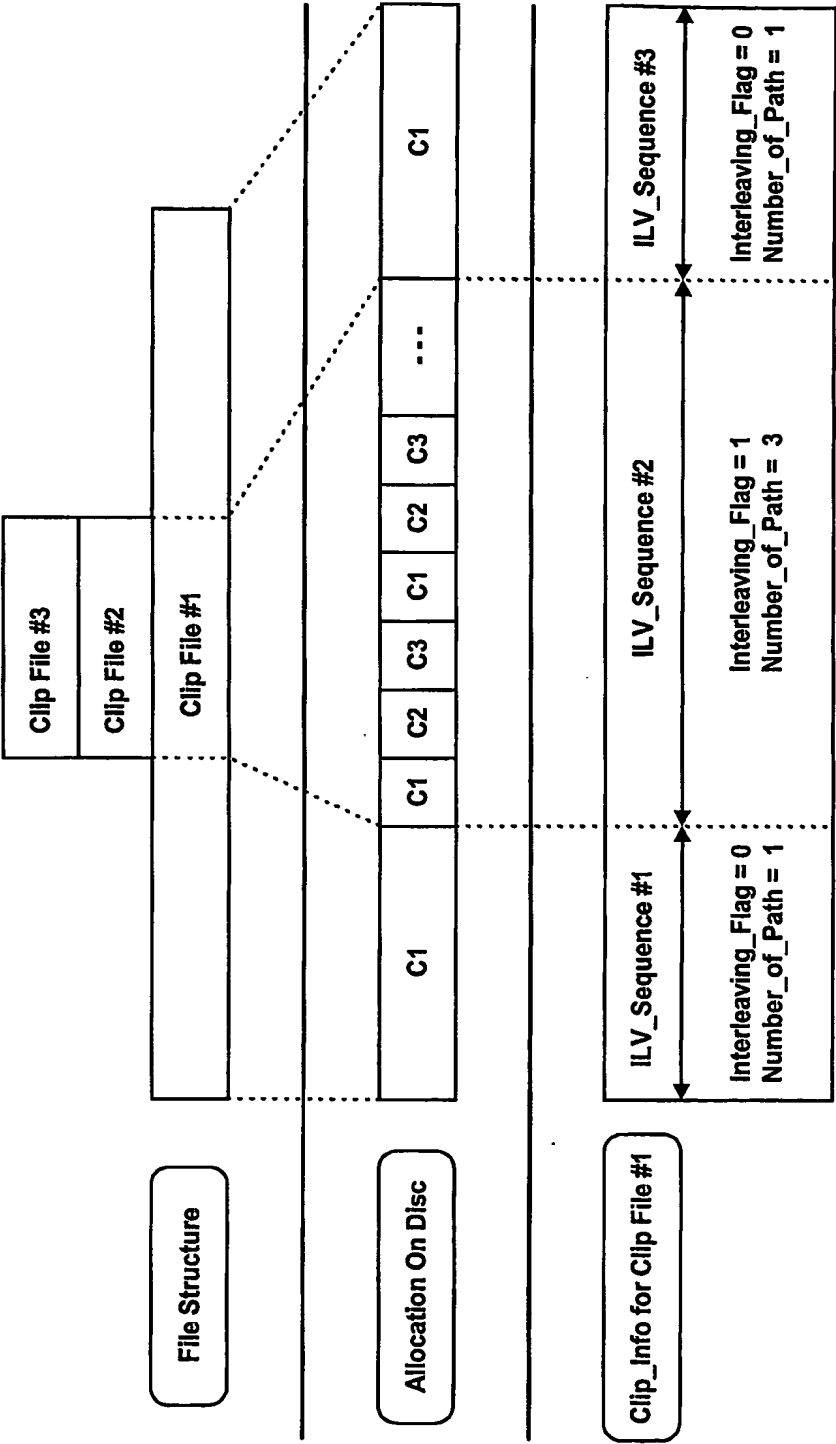 File Structure
Clip File #3
Clip File #2
Clip File #1
Allocation On Disc
C1
C1
C2
C3
C1
C2
C3
---
C1
Clip_Info for Clip File #1
ILV_Sequence #1
ILV_Sequence #2
ILV_Sequence #3
Interleaving_Flag = 0
Number_of_Path = 1
Interleaving_Flag = 1
Number_of_Path = 3
Interleaving_Flag = 0
Number_of_Path = 1